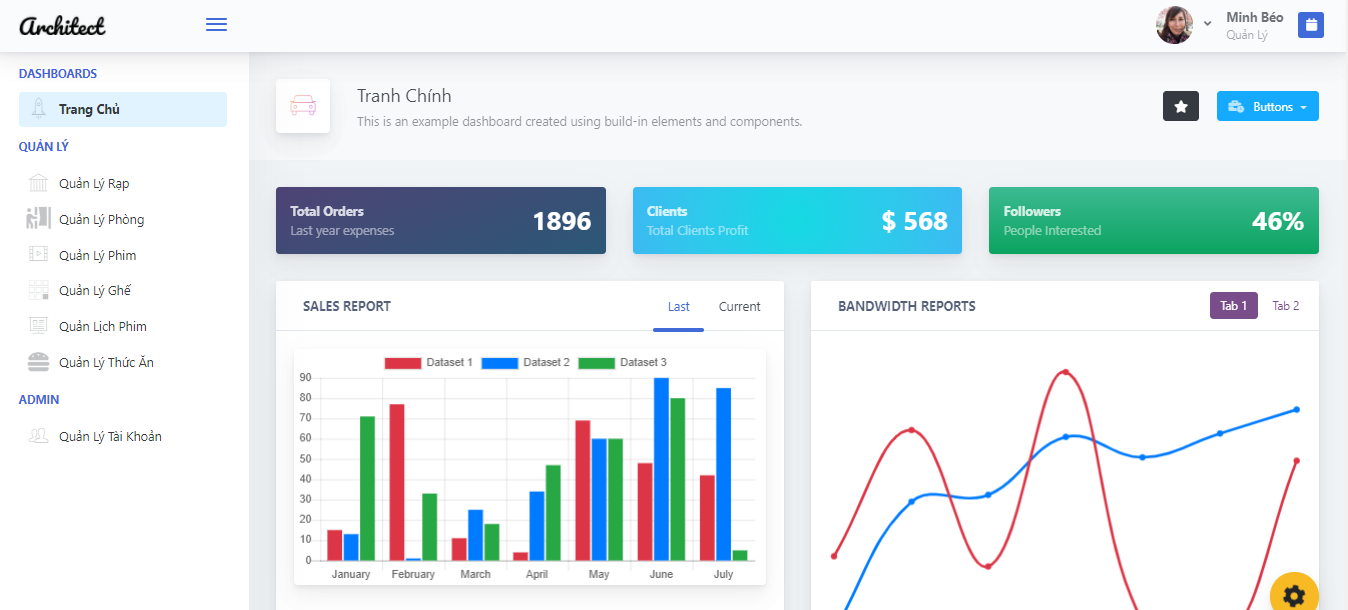 Architect
Minh Béo
Quản Lý
DASHBOARDS
Trang Chủ
QUẢN LÝ
Quản Lý Rạp
Quản Lý Phòng
Quản Lý Phim
Quản Lý Ghế
Quản Lịch Phim
Quản Lý Thức Ăn
ADMIN
Quản Lý Tài Khoản
Tranh Chính
This is an example dashboard created using build-in elements and components.
Buttons
Total Orders
Last year expenses
1896
Clients
Total Clients Profit
$ 568
Followers
People Interested
46%
SALES REPORT
Last
Current
Dataset 1
Dataset 2
Dataset 3
90
80
70
60
50
40
30
20
10
0
January
February
March
April
May
June
July
BANDWIDTH REPORTS
Tab 1
Tab 2